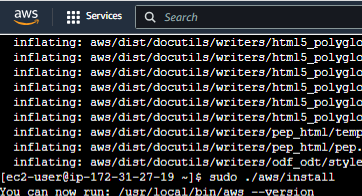 aws
Services
Search
inflating: aws/dist/docutils/writers/html5_polyglo
inflating: aws/dist/docutils/writers/html5_polyglo
inflating: aws/dist/docutils/writers/html5_polyglo
inflating: aws/dist/docutils/writers/html5_polyglo
inflating: aws/dist/docutils/writers/html5_polyglo
inflating: aws/dist/docutils/writers/pep_html/temp
inflating: aws/dist/docutils/writers/pep_html/pep.
inflating: aws/dist/docutils/writers/odf_odt/style
[ec2-user@ip-172-31-27-19 ~]$ sudo ./aws/install
You can now run: /usr/local/bin/aws --version